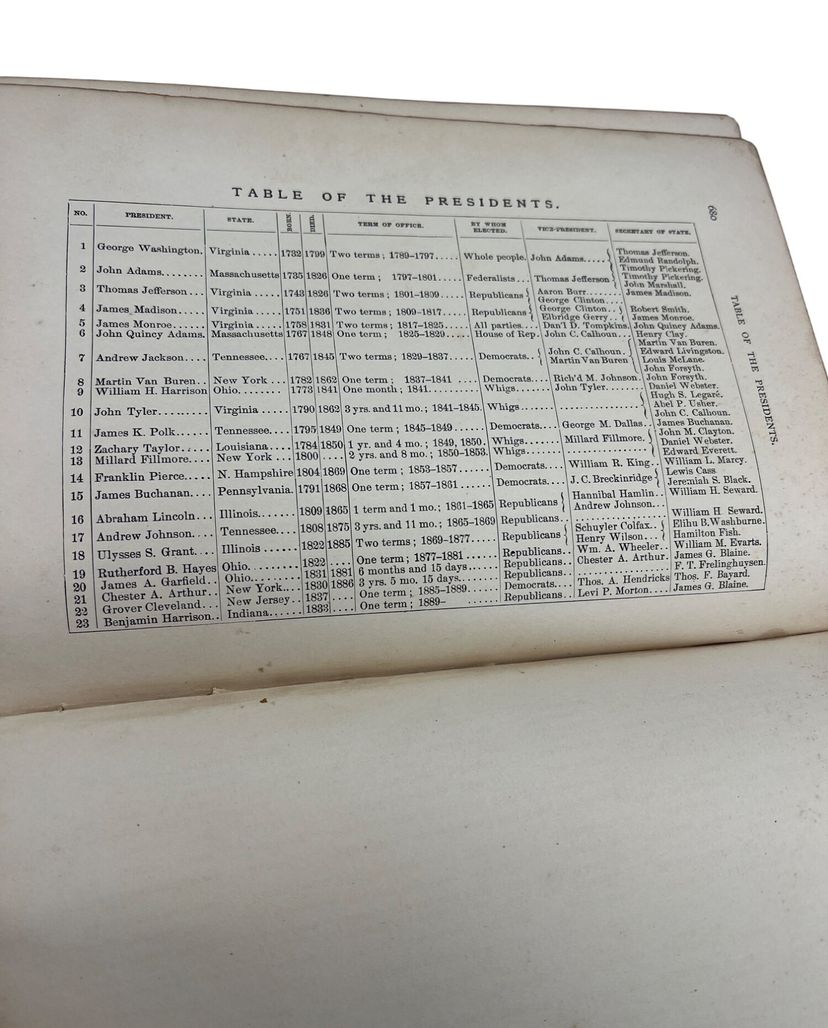 TABLE OF THE PRESIDENTS.
680
TABLE OF THE PRESIDENTS.
NO. PRESIDENT. STATE. BORN. DIED. TERM OF OFFICE. BY WHOM ELECTED. VICE-PRESIDENT. SECRETARY OF STATE.
1 George Washington. Virginia..... 1732 1799 Two terms; 1789-1797..... Whole people. John Adams.....{ Thomas Jefferson.
Edmund Randolph.
Timothy Pickering.
2 John Adams........ Massachusetts 1735 1826 One term; 1797-1801..... Federalists... Thomas Jefferson{ Timothy Pickering.
John Marshall.
3 Thomas Jefferson... Virginia..... 1743 1826 Two terms; 1801-1809..... Republicans{ Aaron Burr....... James Madison.
George Clinton....
4 James Madison...... Virginia..... 1751 1836 Two terms; 1809-1817..... Republicans{ George Clinton..{ Robert Smith.
Elbridge Gerry..{ James Monroe.
5 James Monroe...... Virginia..... 1758 1831 Two terms; 1817-1825..... All parties.... Dan'l D. Tompkins. John Quincy Adams.
6 John Quincy Adams. Massachusetts 1767 1848 One term; 1825-1829..... House of Rep. John C. Calhoun... Henry Clay.
7 Andrew Jackson.... Tennessee.... 1767 1845 Two terms; 1829-1837..... Democrats..{ John C. Calhoun.{ Martin Van Buren.
Martin Van Buren{ Edward Livingston.
Louis McLane.
John Forsyth.
8 Martin Van Buren.. New York... 1782 1862 One term; 1837-1841.... Democrats.... Rich'd M. Johnson. John Forsyth.
9 William H. Harrison Ohio......... 1773 1841 One month; 1841.......... Whigs........ John Tyler....... Daniel Webster.
10 John Tyler........ Virginia..... 1790 1862 3 yrs. and 11 mo.; 1841-1845. Whigs........ ................{ Hugh S. Legaré.
Abel P. Usher.
John C. Calhoun.
11 James K. Polk...... Tennessee.... 1795 1849 One term; 1845-1849..... Democrats.... George M. Dallas.. James Buchanan.
12 Zachary Taylor..... Louisiana.... 1784 1850 1 yr. and 4 mo.; 1849, 1850. Whigs........ Millard Fillmore. John M. Clayton.
13 Millard Fillmore.... New York... 1800 .... 2 yrs. and 8 mo.; 1850-1853. Whigs........ ................{ Daniel Webster.
Edward Everett.
14 Franklin Pierce.... N. Hampshire 1804 1869 One term; 1853-1857..... Democrats.... William R. King.. William L. Marcy.
15 James Buchanan.... Pennsylvania. 1791 1868 One term; 1857-1861..... Democrats.... J. C. Breckinridge{ Lewis Cass
Jeremiah S. Black.
16 Abraham Lincoln... Illinois...... 1809 1865 1 term and 1 mo.; 1861-1865 Republicans{ Hannibal Hamlin.. William H. Seward.
Andrew Johnson...
17 Andrew Johnson.... Tennessee.... 1808 1875 3 yrs. and 11 mo.; 1865-1869 Republicans.. ................ William H Seward.
18 Ulysses S. Grant.... Illinois...... 1822 1885 Two terms; 1869-1877..... Republicans{ Schuyler Colfax..{ Elihu B. Washburne.
Henry Wilson...{ Hamilton Fish.
19 Rutherford B. Hayes Ohio........ 1822 .... One term; 1877-1881..... Republicans.. Wm. A. Wheeler.. William M. Evarts.
20 James A. Garfield.. Ohio........ 1831 1881 6 months and 15 days...... Republicans.. Chester A. Arthur. James G. Blaine.
21 Chester A. Arthur.. New York.... 1830 1886 3 yrs. 5 mo. 15 days....... Republicans.. ................ F. T. Frelinghuysen.
22 Grover Cleveland... New Jersey.. 1837 .... One term; 1885-1889...... Democrats.... Thos. A. Hendricks Thos. F. Bayard.
23 Benjamin Harrison.. Indiana...... 1833 .... One term; 1889- ...... Republicans.. Levi P. Morton.... James G. Blaine.